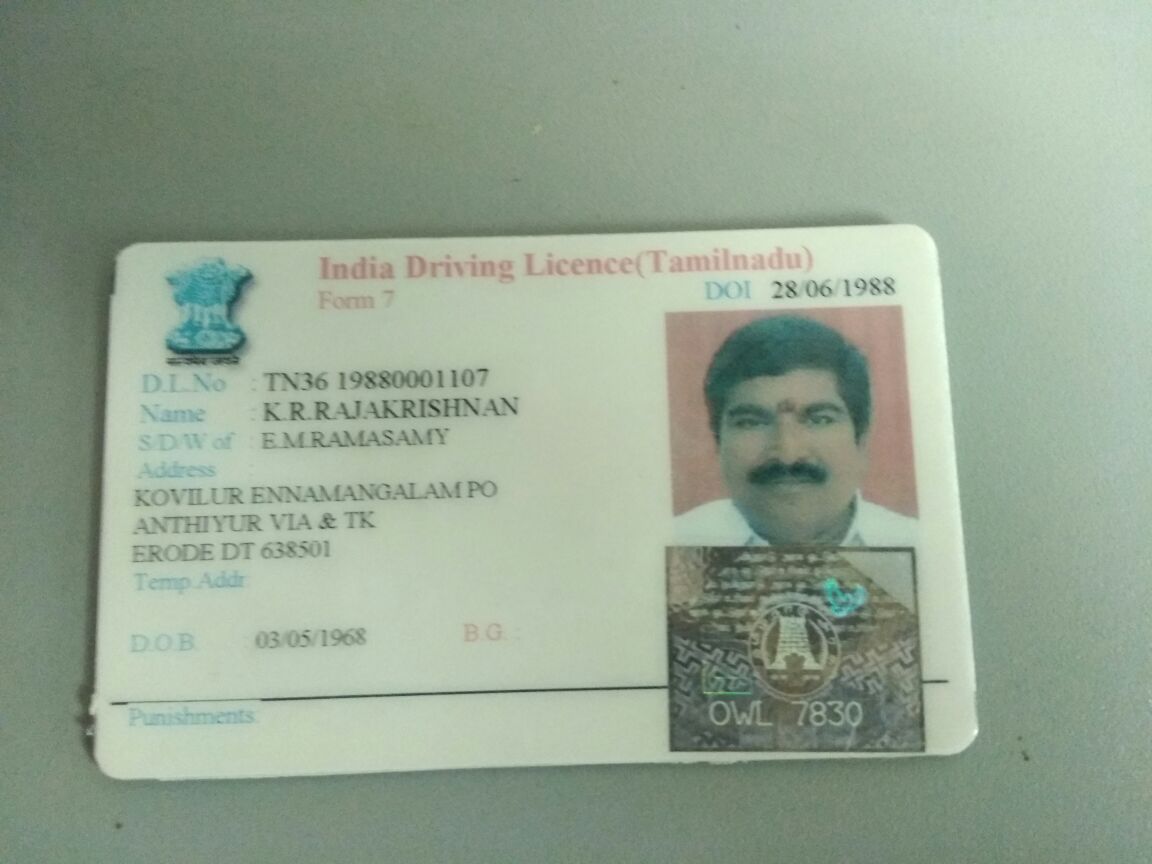 India Driving Licence(Tamilnadu)
Form 7
DOI 28/06/1988
D.L.No : TN36 19880001107
Name : K.R.RAJAKRISHNAN
S/D/W of : E.M.RAMASAMY
Address :
KOVILUR ENNAMANGALAM PO
ANTHIYUR VIA & TK
ERODE DT 638501
Temp.Addr:
D.O.B. : 03/05/1968 B.G. :
Punishments:
OWL 7830